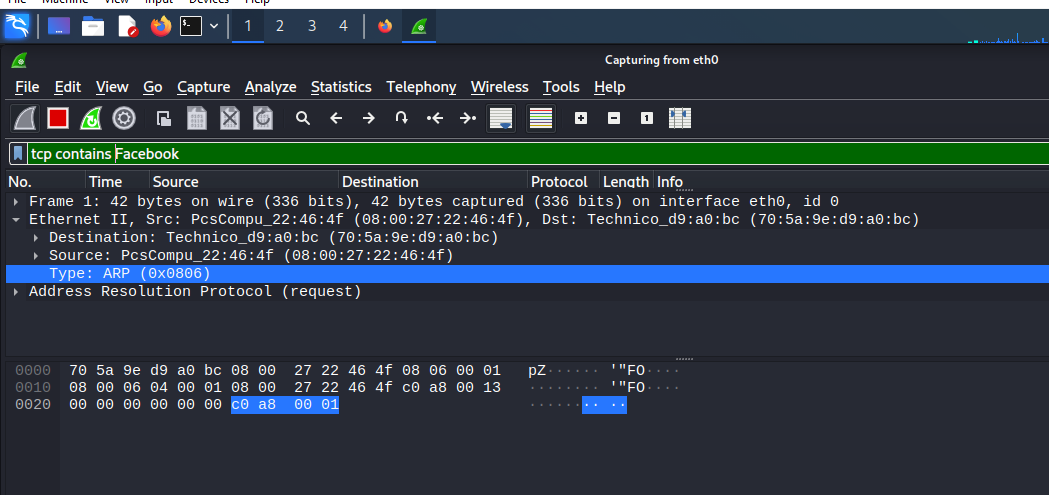 File Machine View Input Devices Help
1 2 3 4
Capturing from eth0
File Edit View Go Capture Analyze Statistics Telephony Wireless Tools Help
tcp contains Facebook
No. Time Source Destination Protocol Length Info
Frame 1: 42 bytes on wire (336 bits), 42 bytes captured (336 bits) on interface eth0, id 0
Ethernet II, Src: PcsCompu_22:46:4f (08:00:27:22:46:4f), Dst: Technico_d9:a0:bc (70:5a:9e:d9:a0:bc)
Destination: Technico_d9:a0:bc (70:5a:9e:d9:a0:bc)
Source: PcsCompu_22:46:4f (08:00:27:22:46:4f)
Type: ARP (0x0806)
Address Resolution Protocol (request)
0000 70 5a 9e d9 a0 bc 08 00 27 22 46 4f 08 06 00 01 pZ······ '"FO····
0010 08 00 06 04 00 01 08 00 27 22 46 4f c0 a8 00 13 ········ '"FO····
0020 00 00 00 00 00 00 c0 a8 00 01 ········ ··